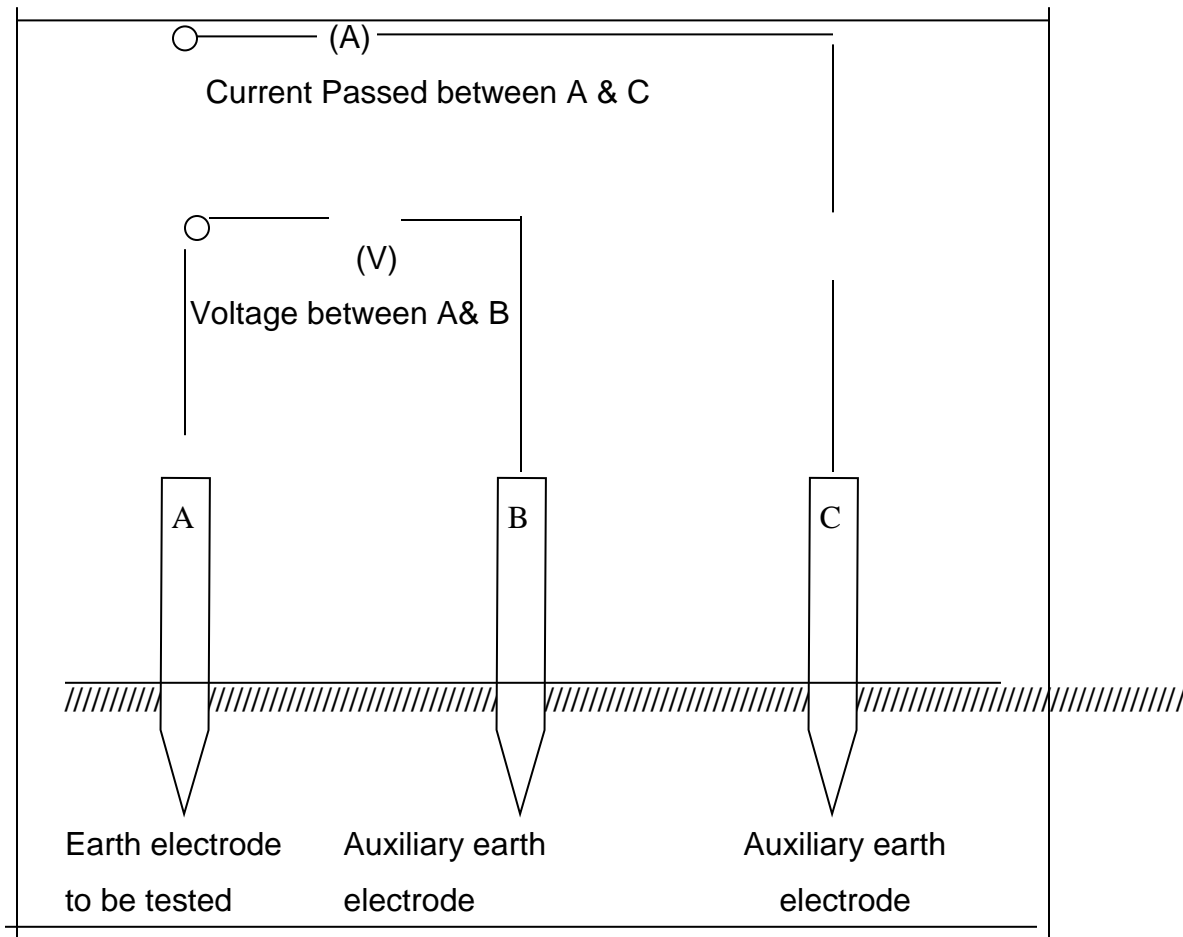 (A)
Current Passed between A & C
(V)
Voltage between A& B
A B C
Earth electrode Auxiliary earth Auxiliary earth
to be tested electrode electrode